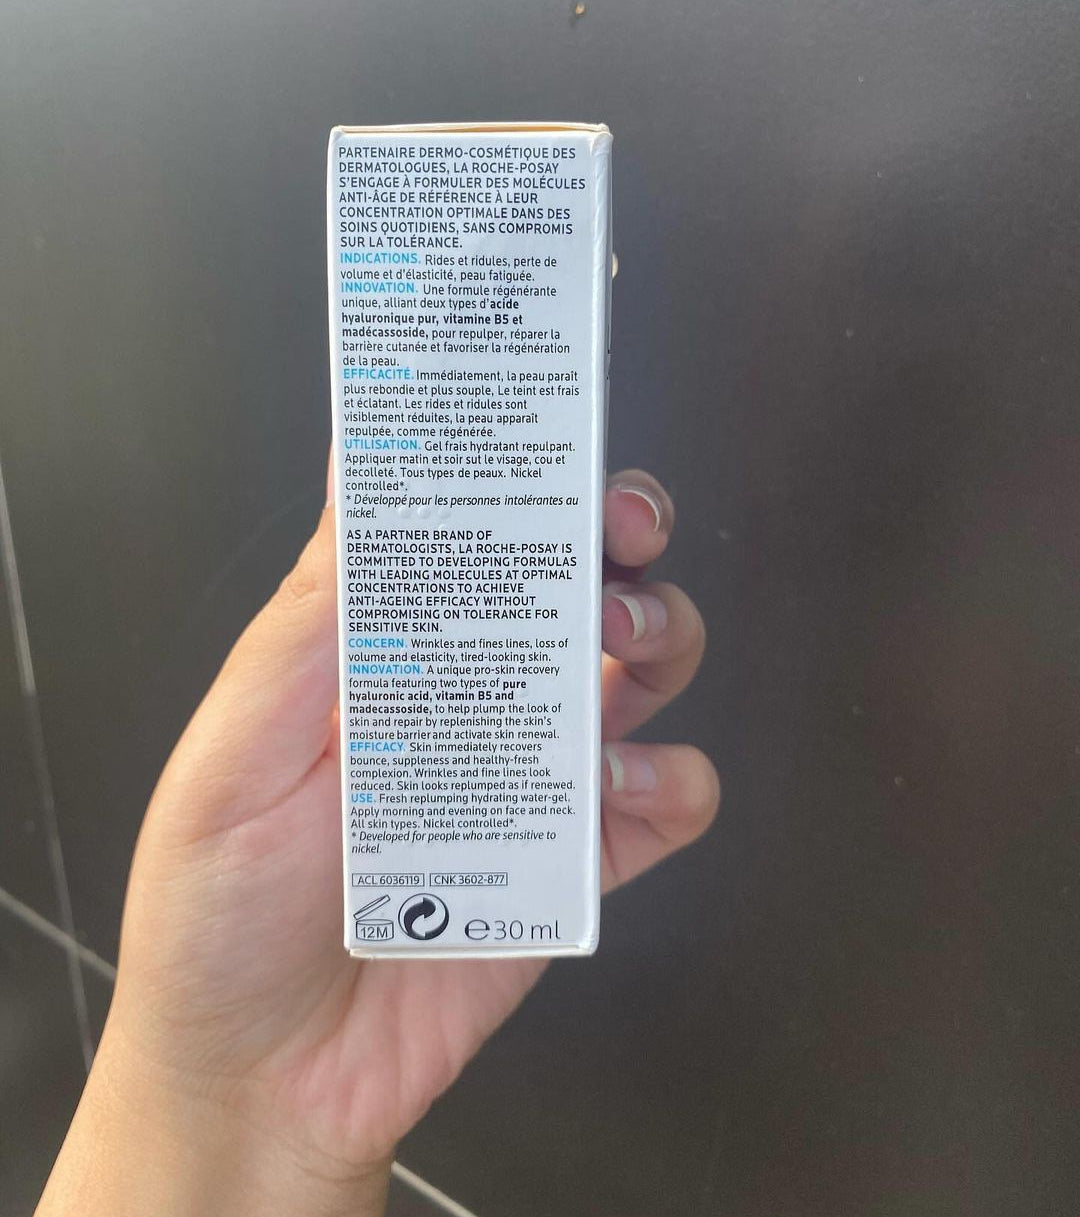 PARTENAIRE DERMO-COSMÉTIQUE DES
DERMATOLOGUES, LA ROCHE-POSAY
S'ENGAGE À FORMULER DES MOLÉCULES
ANTI-ÂGE DE RÉFÉRENCE À LEUR
CONCENTRATION OPTIMALE DANS DES
SOINS QUOTIDIENS, SANS COMPROMIS
SUR LA TOLÉRANCE.
INDICATIONS. Rides et ridules, perte de
volume et d'élasticité, peau fatiguée.
INNOVATION. Une formule régénérante
unique, alliant deux types d'acide
hyaluronique pur, vitamine B5 et
madécassoside, pour repulper, réparer la
barrière cutanée et favoriser la régénération
de la peau.
EFFICACITÉ. Immédiatement, la peau paraît
plus rebondie et plus souple, Le teint est frais
et éclatant. Les rides et ridules sont
visiblement réduites, la peau apparaît
repulpée, comme régénérée.
UTILISATION. Gel frais hydratant repulpant.
Appliquer matin et soir sut le visage, cou et
decolleté. Tous types de peaux. Nickel
controlled*.
* Développé pour les personnes intolérantes au
nickel.
AS A PARTNER BRAND OF
DERMATOLOGISTS, LA ROCHE-POSAY IS
COMMITTED TO DEVELOPING FORMULAS
WITH LEADING MOLECULES AT OPTIMAL
CONCENTRATIONS TO ACHIEVE
ANTI-AGEING EFFICACY WITHOUT
COMPROMISING ON TOLERANCE FOR
SENSITIVE SKIN.
CONCERN. Wrinkles and fines lines, loss of
volume and elasticity, tired-looking skin.
INNOVATION. A unique pro-skin recovery
formula featuring two types of pure
hyaluronic acid, vitamin B5 and
madecassoside, to help plump the look of
skin and repair by replenishing the skin's
moisture barrier and activate skin renewal.
EFFICACY. Skin immediately recovers
bounce, suppleness and healthy-fresh
complexion. Wrinkles and fine lines look
reduced. Skin looks replumped as if renewed.
USE. Fresh replumping hydrating water-gel.
Apply morning and evening on face and neck.
All skin types. Nickel controlled*.
* Developed for people who are sensitive to
nickel.
ACL 6036119 CNK 3602-877
12M ℮30 ml